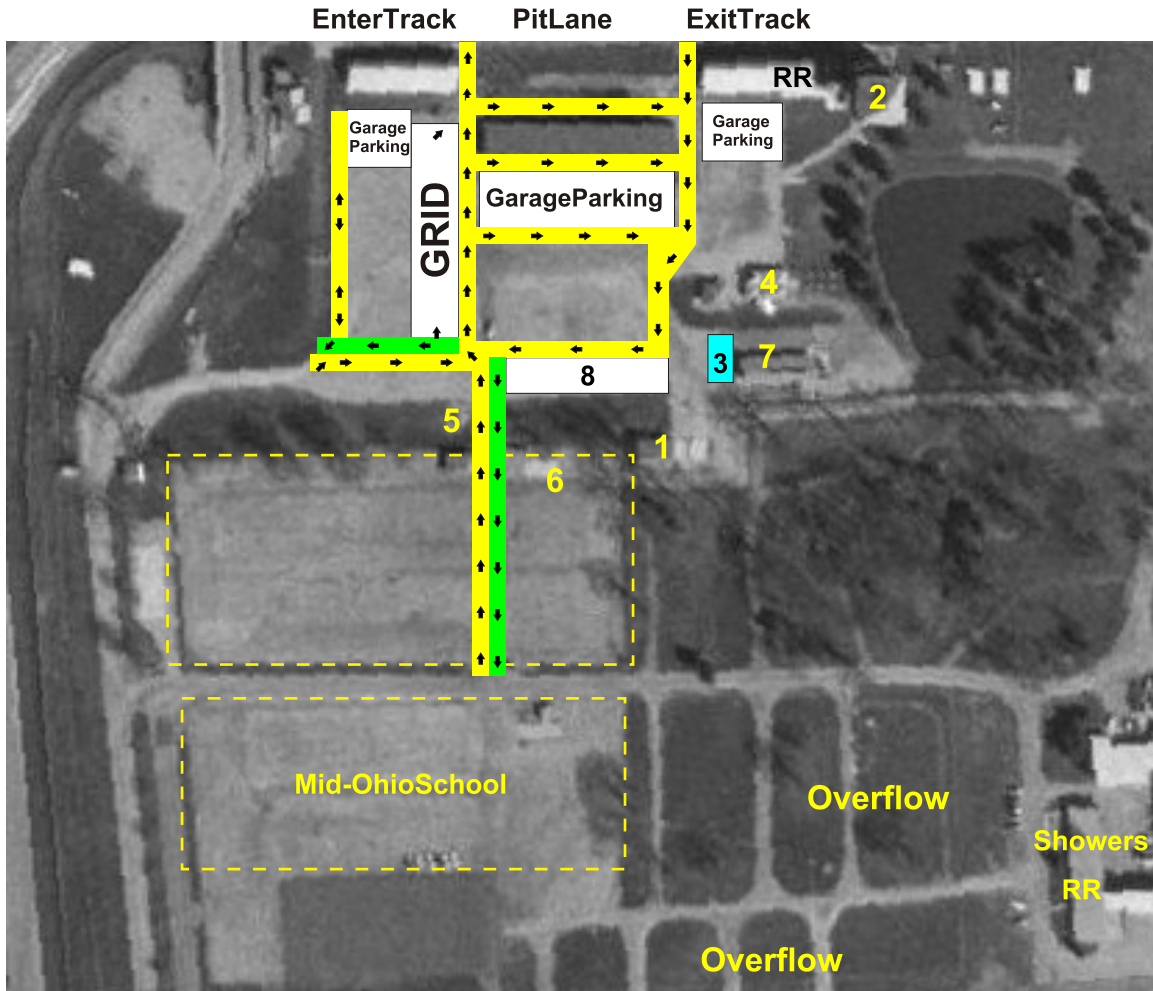 EnterTrack PitLane ExitTrack
RR
2
Garage
Parking
Garage
Parking
GRID
GarageParking
4
3
7
8
5
1
6
Mid-OhioSchool
Overflow
Showers
RR
Overflow